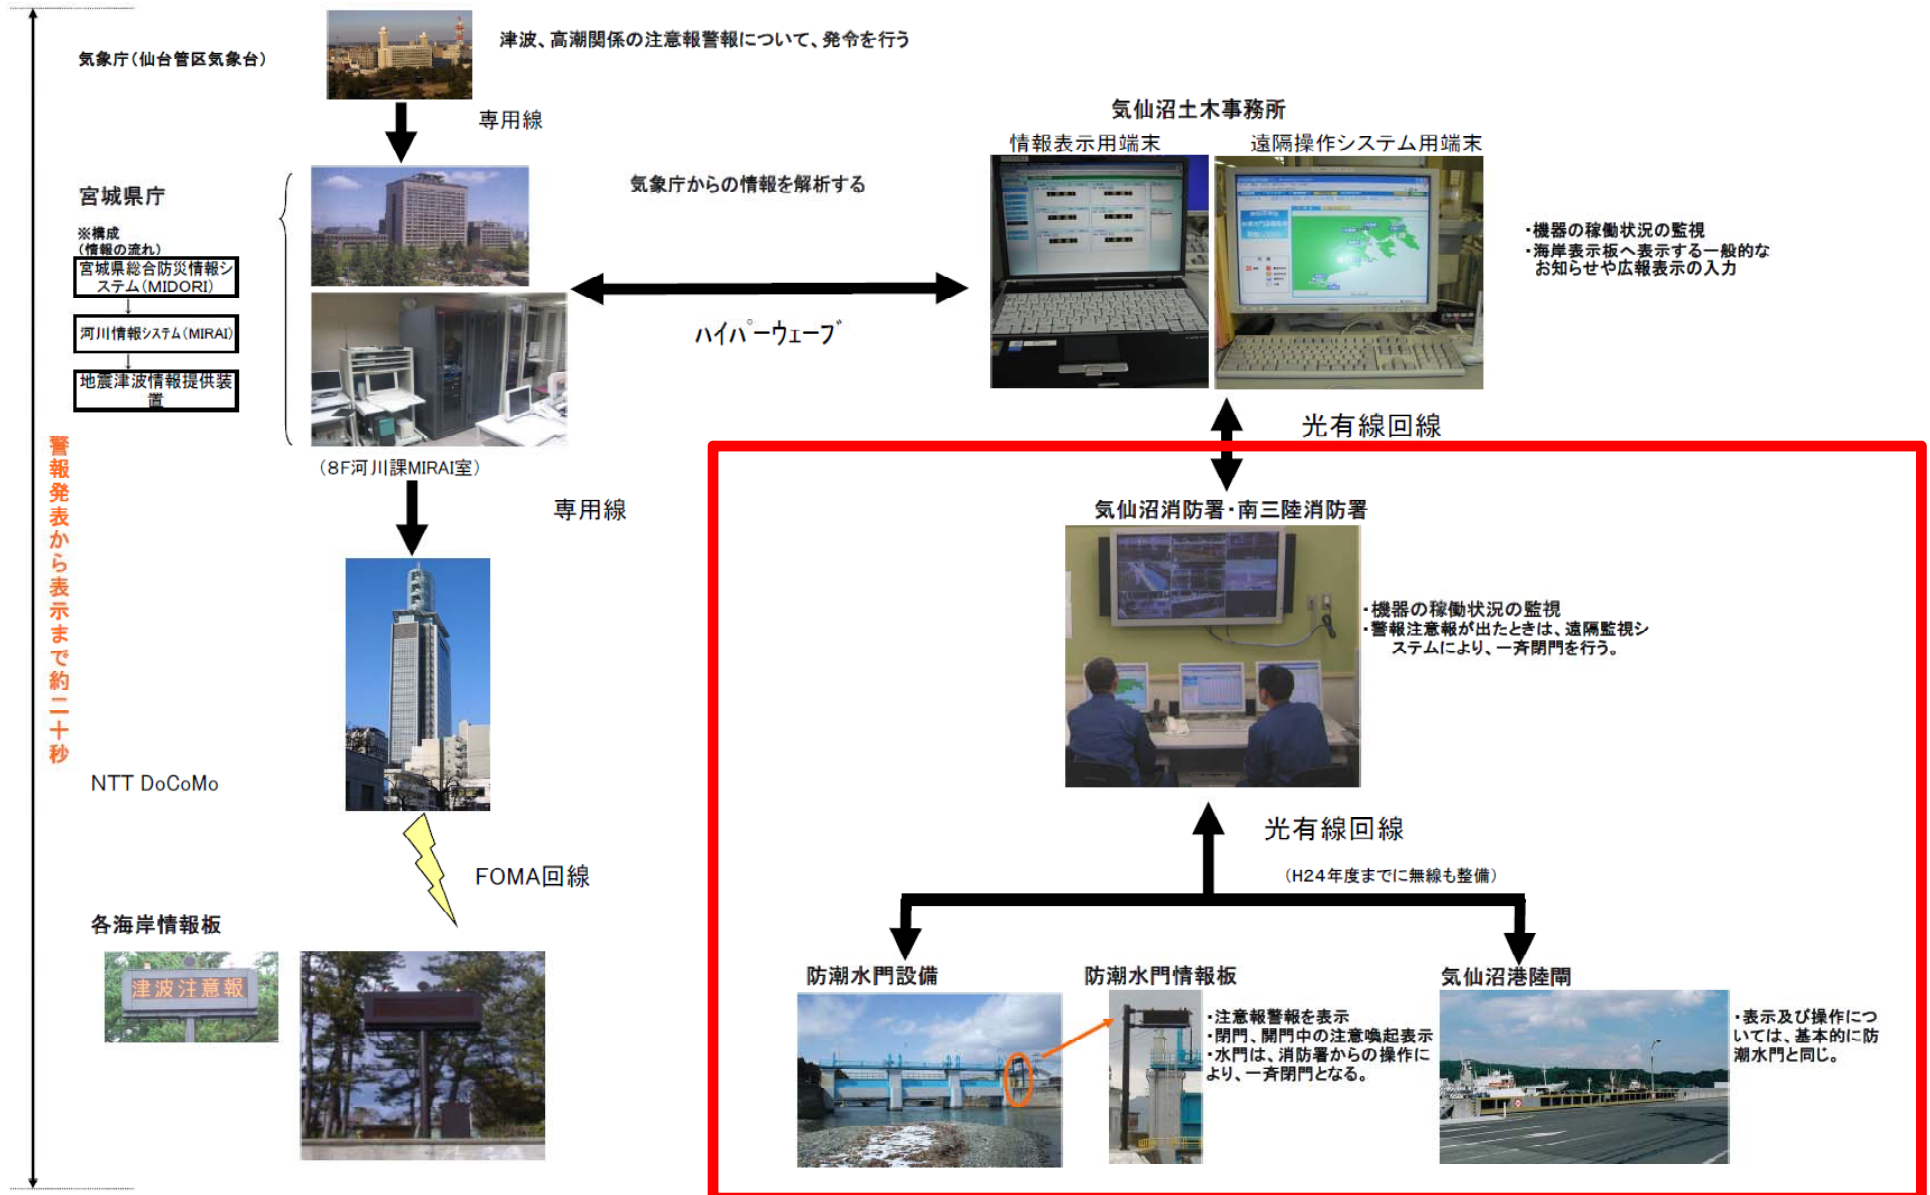 気象庁(仙台管区気象台)
津波、高潮関係の注意報警報について、発令を行う
専用線
宮城県庁
※構成
(情報の流れ)
宮城県総合防災情報シ
ステム(MIDORI)
↓
河川情報システム(MIRAI)
↓
地震津波情報提供装
置
気象庁からの情報を解析する
(8F河川課MIRAI室)
ハイパーウェーブ
気仙沼土木事務所
情報表示用端末
遠隔操作システム用端末
・機器の稼働状況の監視
・海岸表示板へ表示する一般的な
お知らせや広報表示の入力
光有線回線
警報発表から表示まで約二十秒
専用線
NTT DoCoMo
FOMA回線
各海岸情報板
津波注意報
気仙沼消防署・南三陸消防署
・機器の稼働状況の監視
・警報注意報が出たときは、遠隔監視シ
ステムにより、一斉閉門を行う。
光有線回線
(H24年度までに無線も整備)
防潮水門設備
防潮水門情報板
・注意報警報を表示
・閉門、開門中の注意喚起表示
・水門は、消防署からの操作に
より、一斉閉門となる。
気仙沼港陸閘
・表示及び操作につ
いては、基本的に防
潮水門と同じ。